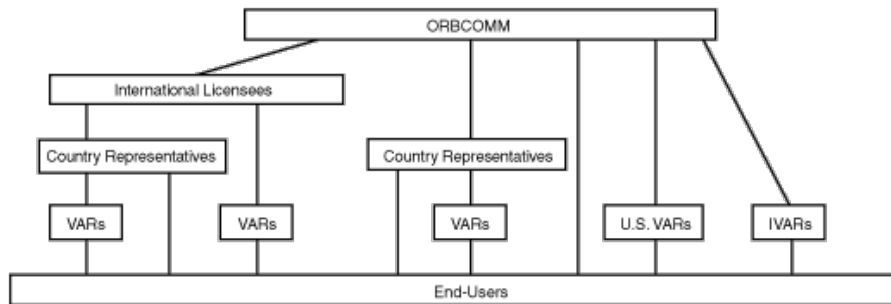 ORBCOMM
International Licensees
Country Representatives
Country Representatives
VARs
VARs
VARs
U.S. VARs
IVARs
End-Users